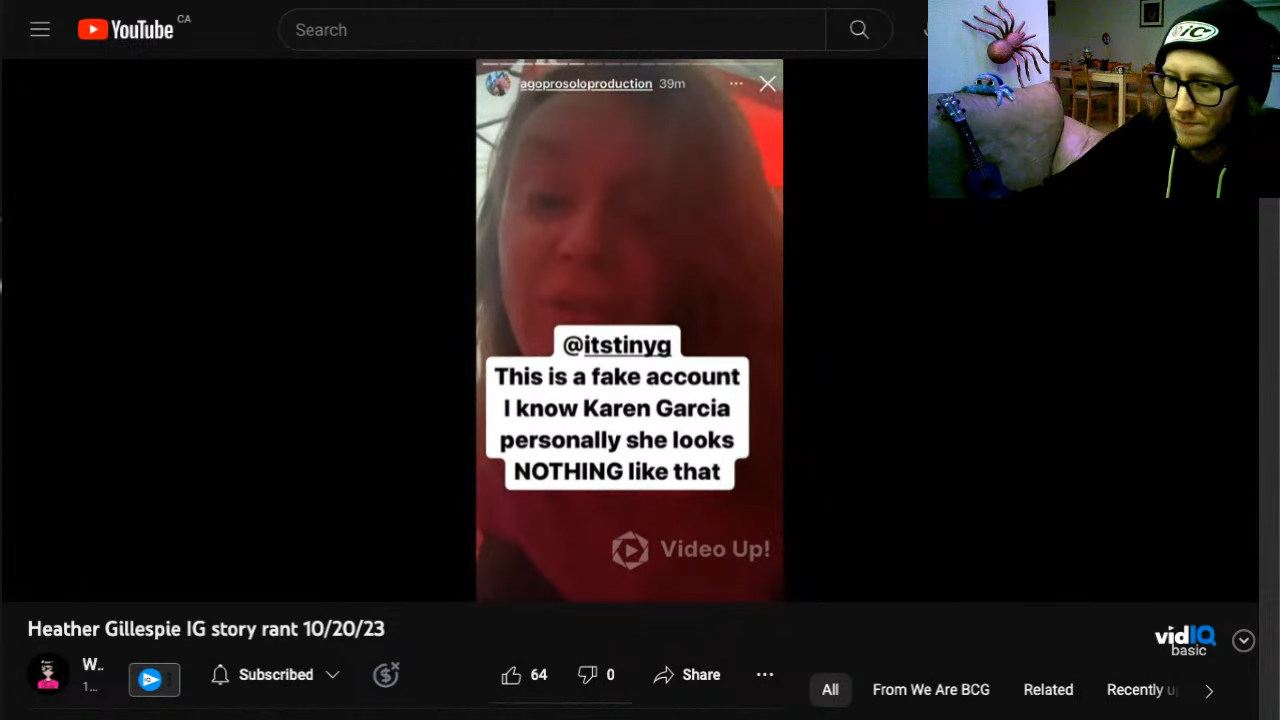 YouTube
CA
Search
agoprosoloproduction 39m
@itstinyg
This is a fake account
I know Karen Garcia
personally she looks
NOTHING like that
Video Up!
Heather Gillespie IG story rant 10/20/23
vidIQ
basic
W..
1...
Subscribed
64
0
Share
All
From We Are BCG
Related
Recently u
iC